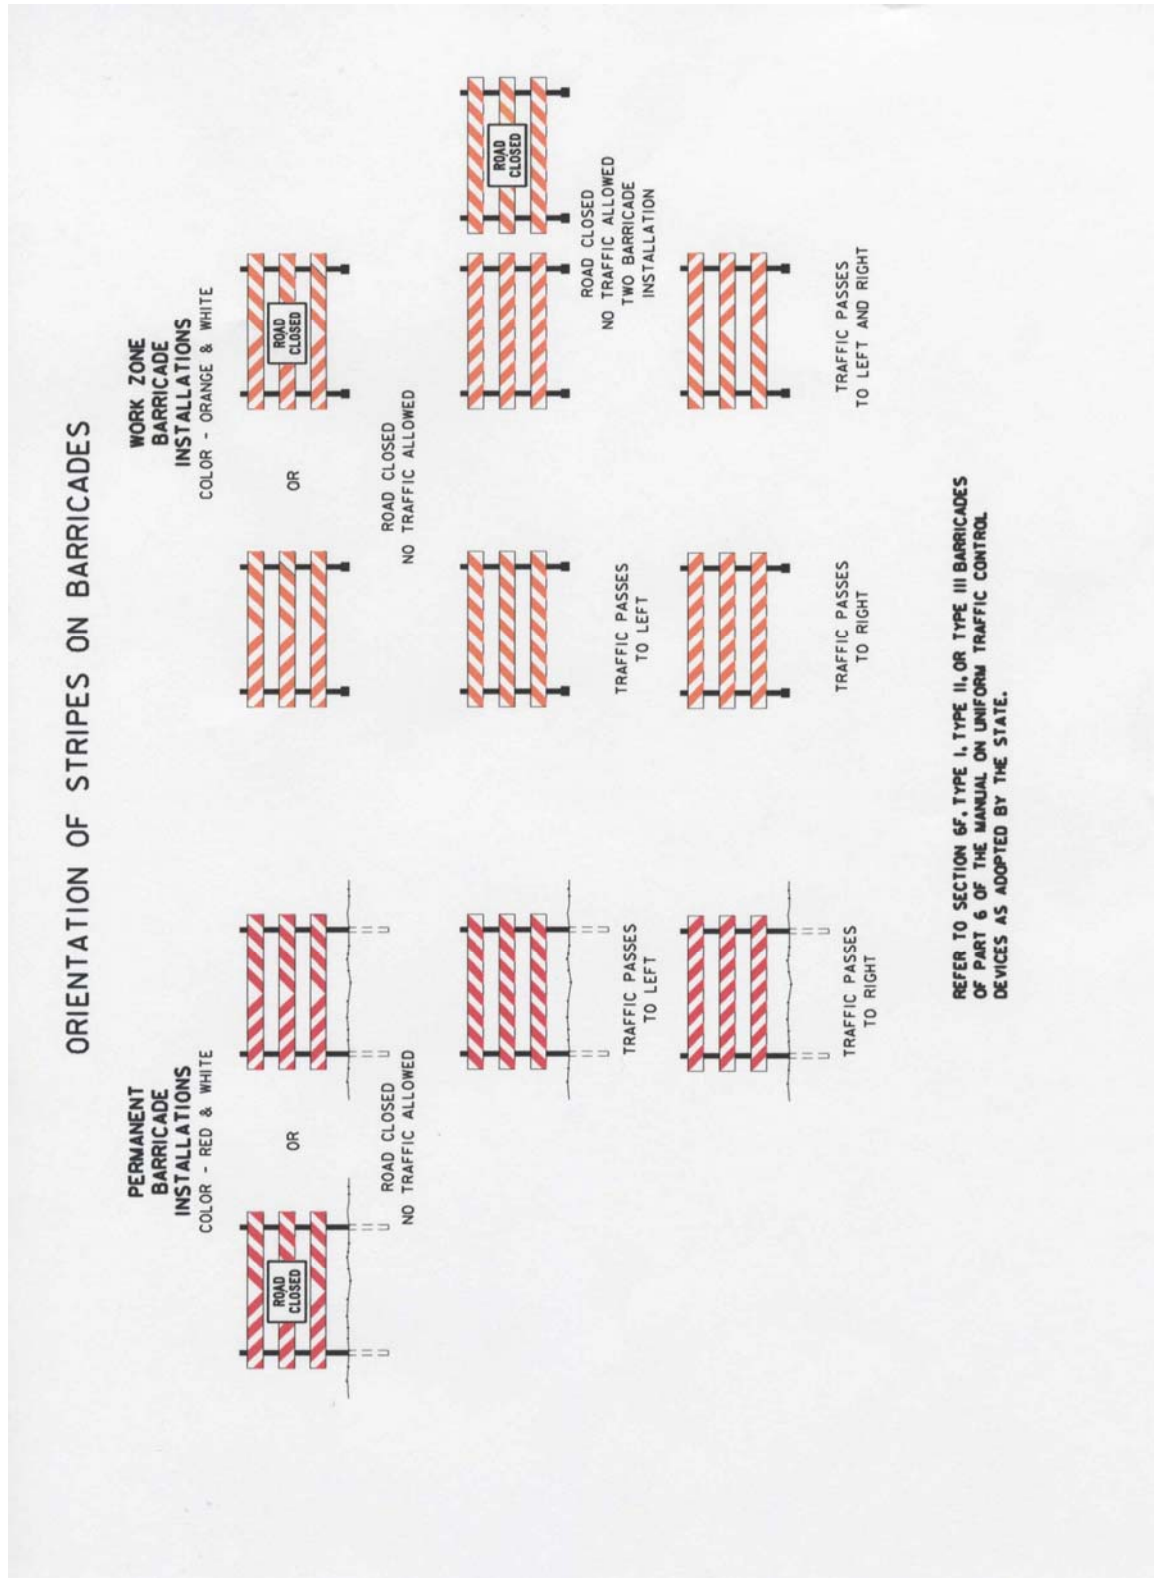 ORIENTATION OF STRIPES ON BARRICADES
PERMANENT
BARRICADE
INSTALLATIONS
COLOR - RED & WHITE
ROAD
CLOSED
OR
ROAD CLOSED
NO TRAFFIC ALLOWED
TRAFFIC PASSES
TO LEFT
TRAFFIC PASSES
TO RIGHT
WORK ZONE
BARRICADE
INSTALLATIONS
COLOR - ORANGE & WHITE
OR
ROAD
CLOSED
ROAD CLOSED
NO TRAFFIC ALLOWED
TRAFFIC PASSES
TO LEFT
ROAD
CLOSED
ROAD CLOSED
NO TRAFFIC ALLOWED
TWO BARRICADE
INSTALLATION
TRAFFIC PASSES
TO RIGHT
TRAFFIC PASSES
TO LEFT AND RIGHT
REFER TO SECTION 6F, TYPE I, TYPE II, OR TYPE III BARRICADES
OF PART 6 OF THE MANUAL ON UNIFORM TRAFFIC CONTROL
DEVICES AS ADOPTED BY THE STATE.